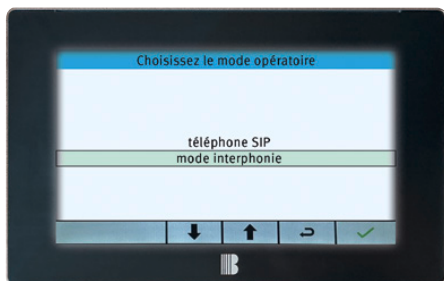 Choisissez le mode opératoire
téléphone SIP
mode interphonie
B